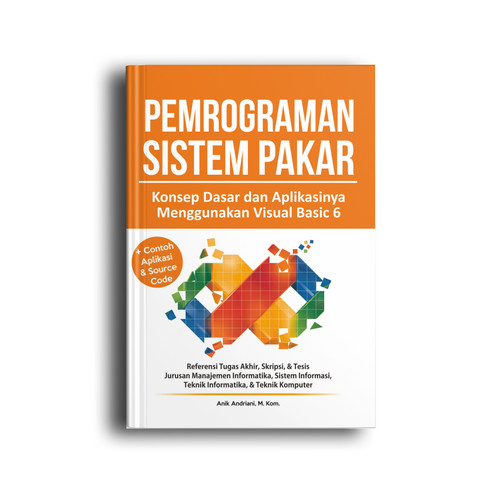 PEMROGRAMAN
SISTEM PAKAR
Konsep Dasar dan Aplikasinya
Menggunakan Visual Basic 6
+ Contoh
Aplikasi
& Source
Code
Referensi Tugas Akhir, Skripsi, & Tesis
Jurusan Manajemen Informatika, Sistem Informasi,
Teknik Informatika, & Teknik Komputer
Anik Andriani, M. Kom.